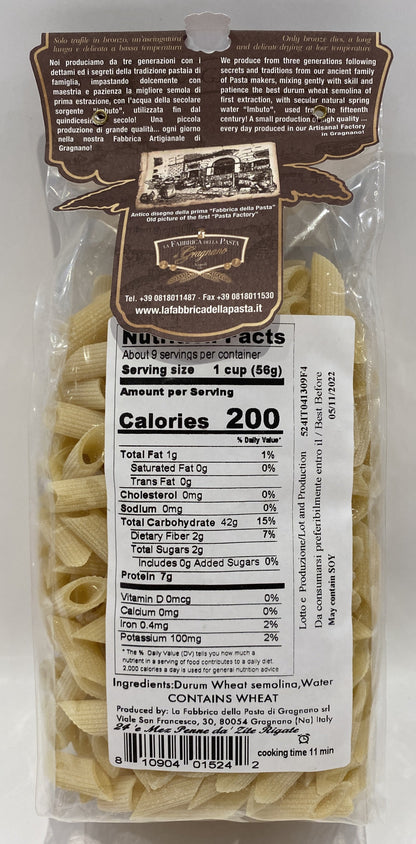 Solo trafile in bronzo, un'asciugatura
lunga e delicata a bassa temperatura
Noi produciamo da tre generazioni con i
dettami ed i segreti della tradizione pastaia di
famiglia, impastando dolcemente con
maestria e pazienza la migliore semola di
prima estrazione, con l'acqua della secolare
sorgente "Imbuto", utilizzata fin dal
quindicesimo secolo! Una piccola
produzione di grande qualità... ogni giorno
nella nostra Fabbrica Artigianale di
Gragnano!
Only bronze dies, a long
and delicate drying at low temperature
We produce from three generations following
secrets and traditions from our ancient family
of Pasta makers, mixing gently with skill and
patience the best durum wheat semolina of
first extraction, with secular natural spring
water "Imbuto", used from the fifteenth
century! A small production of high quality ...
every day produced in our Artisanal Factory
in Gragnano!
Antico disegno della prima "Fabbrica della Pasta"
Old picture of the first "Pasta Factory"
LA FABBRICA DELLA PASTA
Gragnano
Tel. +39 0818011487 - Fax +39 0818011530
www.lafabbricadellapasta.it
Nutrition Facts
About 9 servings per container
Serving size 1 cup (56g)
Amount per Serving
Calories 200
% Daily Value*
Total Fat 1g 1%
Saturated Fat 0g 0%
Trans Fat 0g
Cholesterol 0mg 0%
Sodium 0mg 0%
Total Carbohydrate 42g 15%
Dietary Fiber 2g 7%
Total Sugars 2g
Includes 0g Added Sugars 0%
Protein 7g
Vitamin D 0mcg 0%
Calcium 0mg 0%
Iron 0.4mg 2%
Potassium 100mg 2%
* The % Daily Value (DV) tells you how much a
nutrient in a serving of food contributes to a daily diet.
2,000 calories a day is used for general nutrition advice
Lotto e Produzione/Lot and Production 524IT041309F4
Da consumarsi preferibilmente entro il / Best Before
05/11/2022
May contain SOY
Ingredients:Durum Wheat semolina,Water
CONTAINS WHEAT
Produced by: La Fabbrica della Pasta di Gragnano srl
Viale San Francesco, 30, 80054 Gragnano (Na) Italy
24 'e Mez Penne da' Zite Rigate
cooking time 11 min
8 10904 01524 2